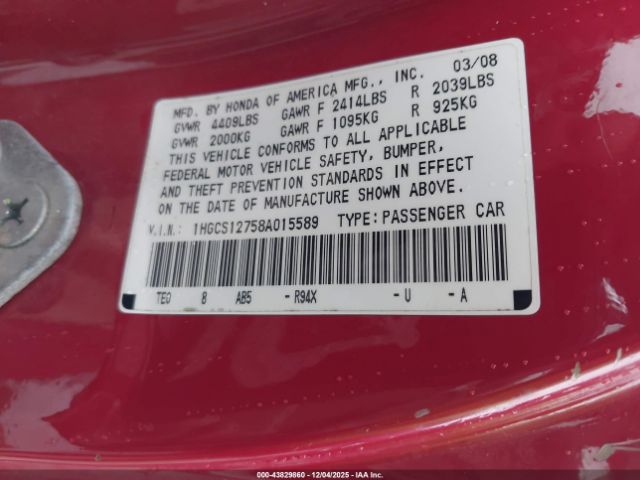 MFD. BY HONDA OF AMERICA MFG., INC. 03/08
GVWR 4409LBS GAWR F 2414LBS R 2039LBS
GVWR 2000KG GAWR F 1095KG R 925KG
THIS VEHICLE CONFORMS TO ALL APPLICABLE
FEDERAL MOTOR VEHICLE SAFETY, BUMPER,
AND THEFT PREVENTION STANDARDS IN EFFECT
ON THE DATE OF MANUFACTURE SHOWN ABOVE.
V.I.N.: 1HGCS12758A015589 TYPE: PASSENGER CAR
TEO 8 AB5 -R94X -U -A
000-43829860 - 12/04/2025 - IAA Inc.